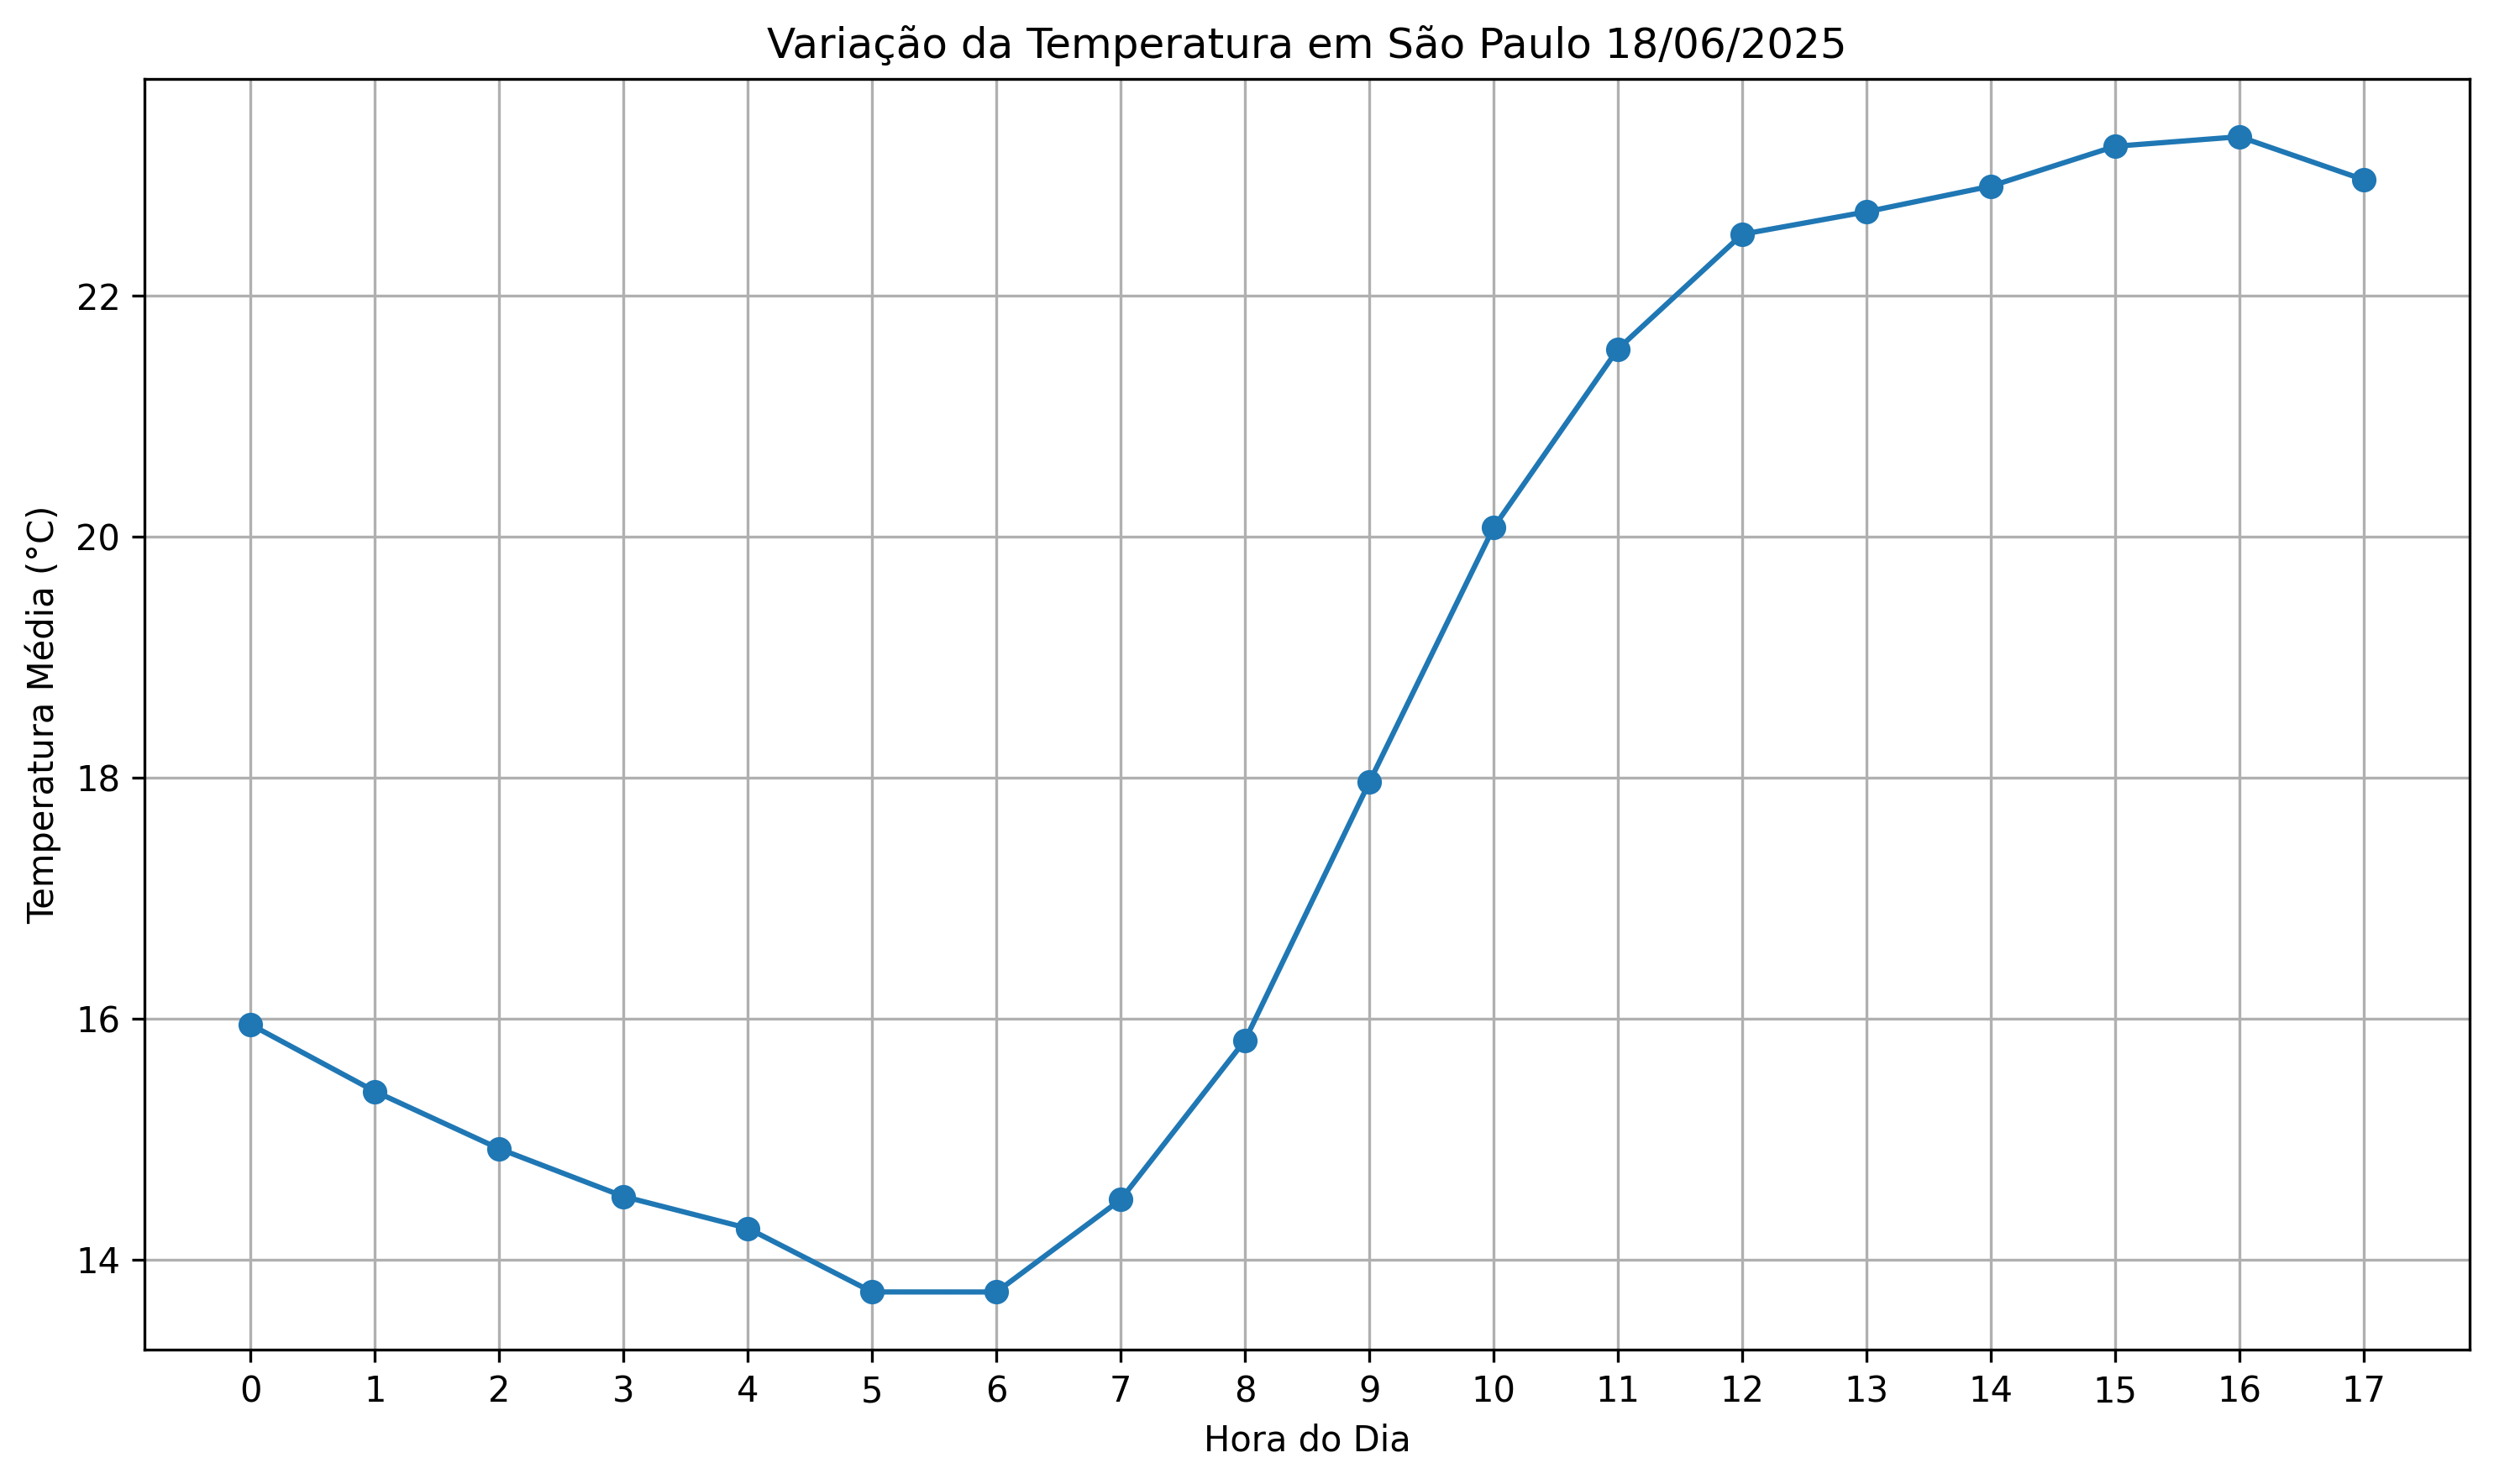 Variação da Temperatura em São Paulo 18/06/2025
Temperatura Média (°C)
22
20
18
16
14
0 1 2 3 4 5 6 7 8 9 10 11 12 13 14 15 16 17
Hora do Dia